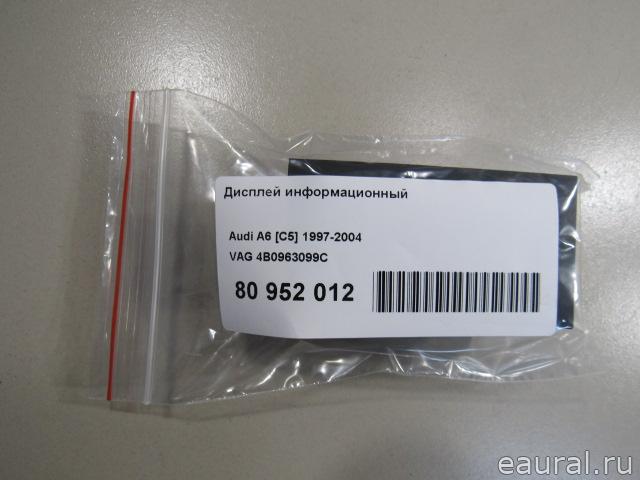 Дисплей информационный
Audi A6 [C5] 1997-2004
VAG 4B0963099C
80 952 012
eaural.ru